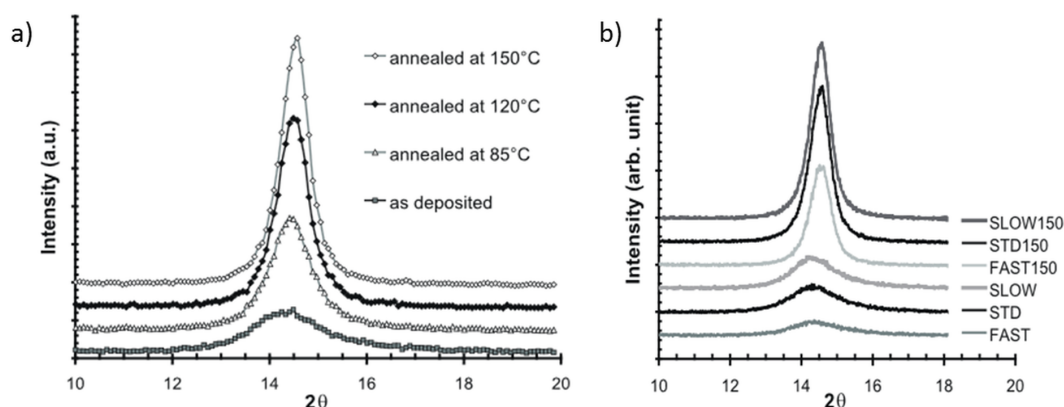 a)
Intensity (a.u.)
annealed at 150°C
annealed at 120°C
annealed at 85°C
as deposited
10 12 14 16 18 20
2θ
b)
Intensity (arb. unit)
SLOW150
STD150
FAST150
SLOW
STD
FAST
10 12 14 16 18 20
2θ